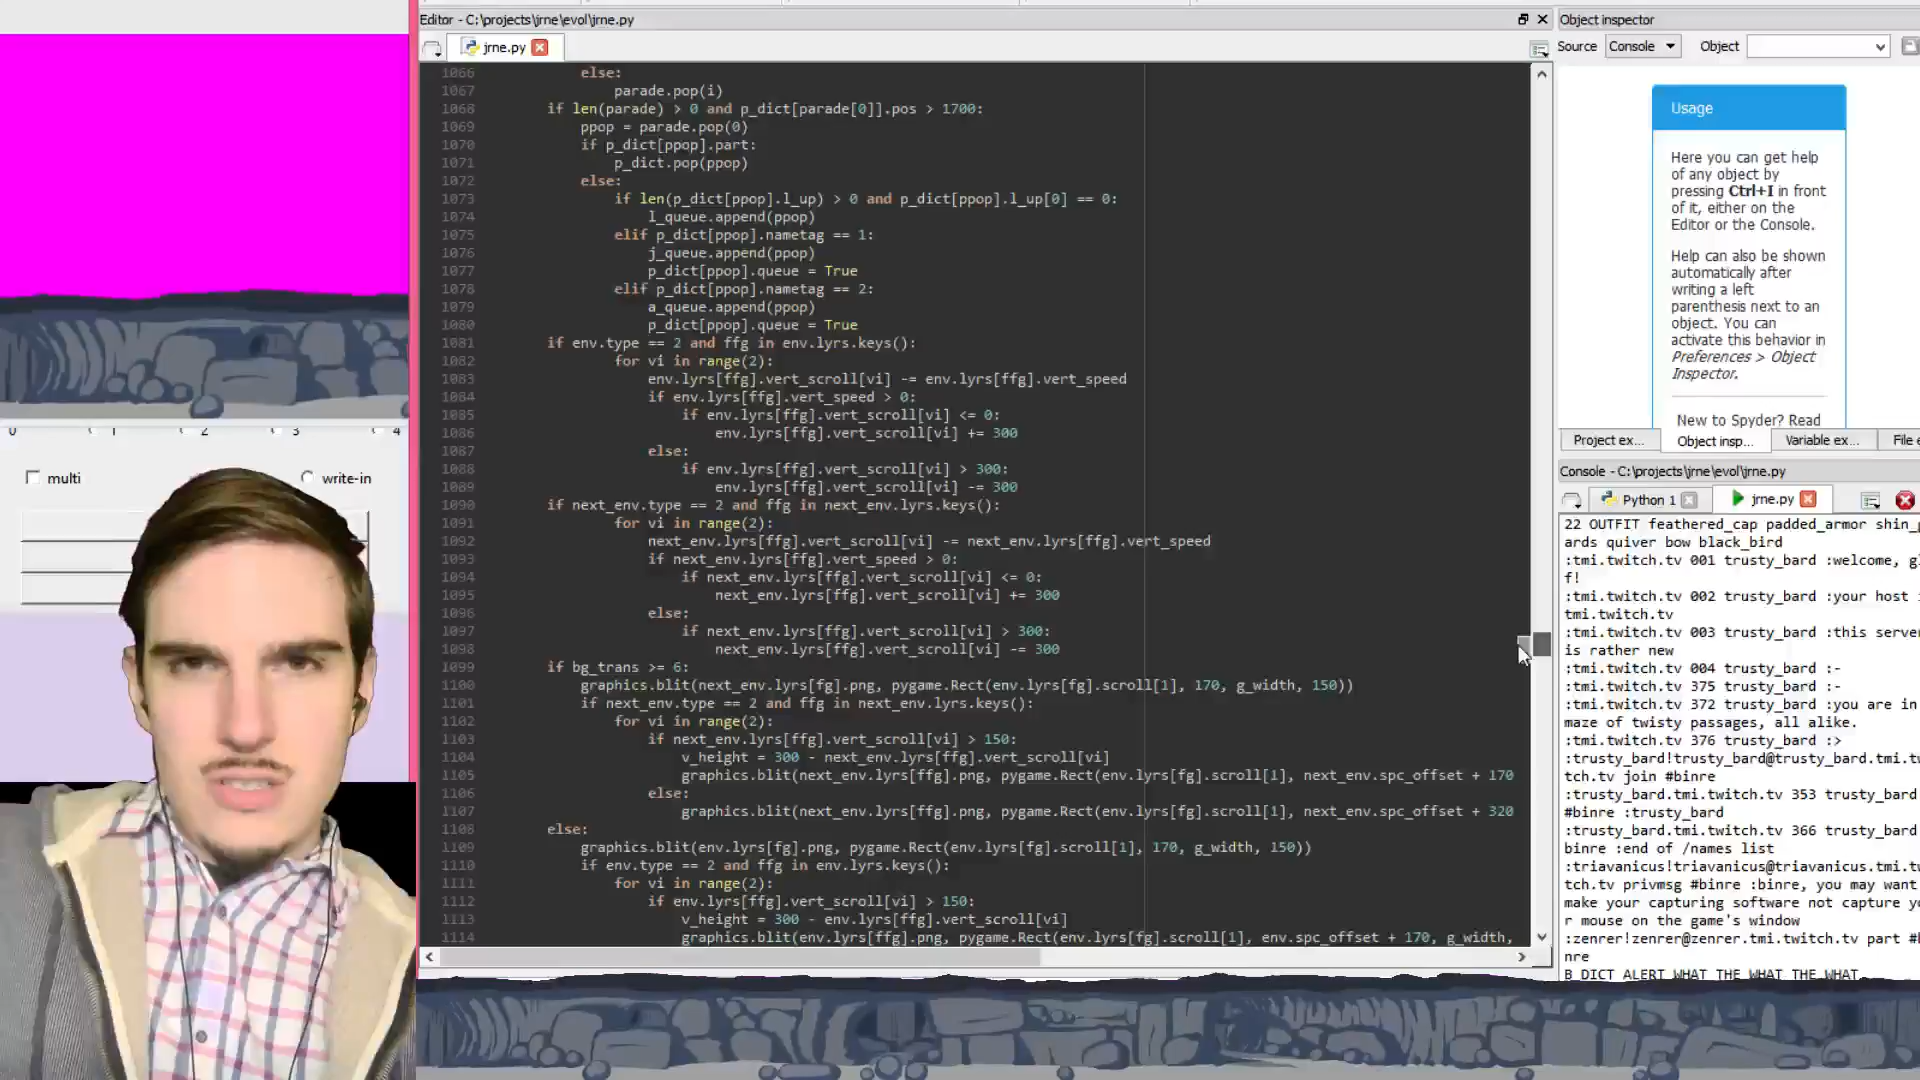 Editor - C:\projects\jrne\evol\jrne.py
jrne.py
1066 else:
1067 parade.pop(i)
1068 if len(parade) > 0 and p_dict[parade[0]].pos > 1700:
1069 ppop = parade.pop(0)
1070 if p_dict[ppop].part:
1071 p_dict.pop(ppop)
1072 else:
1073 if len(p_dict[ppop].l_up) > 0 and p_dict[ppop].l_up[0] == 0:
1074 l_queue.append(ppop)
1075 elif p_dict[ppop].nametag == 1:
1076 j_queue.append(ppop)
1077 p_dict[ppop].queue = True
1078 elif p_dict[ppop].nametag == 2:
1079 a_queue.append(ppop)
1080 p_dict[ppop].queue = True
1081 if env.type == 2 and ffg in env.lyrs.keys():
1082 for vi in range(2):
1083 env.lyrs[ffg].vert_scroll[vi] -= env.lyrs[ffg].vert_speed
1084 if env.lyrs[ffg].vert_speed > 0:
1085 if env.lyrs[ffg].vert_scroll[vi] <= 0:
1086 env.lyrs[ffg].vert_scroll[vi] += 300
1087 else:
1088 if env.lyrs[ffg].vert_scroll[vi] > 300:
1089 env.lyrs[ffg].vert_scroll[vi] -= 300
1090 if next_env.type == 2 and ffg in next_env.lyrs.keys():
1091 for vi in range(2):
1092 next_env.lyrs[ffg].vert_scroll[vi] -= next_env.lyrs[ffg].vert_speed
1093 if next_env.lyrs[ffg].vert_speed > 0:
1094 if next_env.lyrs[ffg].vert_scroll[vi] <= 0:
1095 next_env.lyrs[ffg].vert_scroll[vi] += 300
1096 else:
1097 if next_env.lyrs[ffg].vert_scroll[vi] > 300:
1098 next_env.lyrs[ffg].vert_scroll[vi] -= 300
1099 if bg_trans >= 6:
1100 graphics.blit(next_env.lyrs[fg].png, pygame.Rect(env.lyrs[fg].scroll[1], 170, g_width, 150))
1101 if next_env.type == 2 and ffg in next_env.lyrs.keys():
1102 for vi in range(2):
1103 if next_env.lyrs[ffg].vert_scroll[vi] > 150:
1104 v_height = 300 - next_env.lyrs[ffg].vert_scroll[vi]
1105 graphics.blit(next_env.lyrs[ffg].png, pygame.Rect(env.lyrs[fg].scroll[1], next_env.spc_offset + 170
1106 else:
1107 graphics.blit(next_env.lyrs[ffg].png, pygame.Rect(env.lyrs[fg].scroll[1], next_env.spc_offset + 320
1108 else:
1109 graphics.blit(env.lyrs[fg].png, pygame.Rect(env.lyrs[fg].scroll[1], 170, g_width, 150))
1110 if env.type == 2 and ffg in env.lyrs.keys():
1111 for vi in range(2):
1112 if env.lyrs[ffg].vert_scroll[vi] > 150:
1113 v_height = 300 - env.lyrs[ffg].vert_scroll[vi]
1114 graphics.blit(env.lyrs[ffg].png, pygame.Rect(env.lyrs[fg].scroll[1], env.spc_offset + 170, g_width,
0 1 2 3 4
multi
write-in
Object inspector
Source Console Object
Usage
Here you can get help
of any object by
pressing Ctrl+I in front
of it, either on the
Editor or the Console.
Help can also be shown
automatically after
writing a left
parenthesis next to an
object. You can
activate this behavior in
Preferences > Object
Inspector.
New to Spyder? Read
Project ex... Object insp... Variable ex... File e
Console - C:\projects\jrne\evol\jrne.py
Python 1 jrne.py
22 OUTFIT feathered_cap padded_armor shin_
ards quiver bow black_bird
:tmi.twitch.tv 001 trusty_bard :welcome, g
f!
:tmi.twitch.tv 002 trusty_bard :your host i
tmi.twitch.tv
:tmi.twitch.tv 003 trusty_bard :this server
is rather new
:tmi.twitch.tv 004 trusty_bard :-
:tmi.twitch.tv 375 trusty_bard :-
:tmi.twitch.tv 372 trusty_bard :you are in
maze of twisty passages, all alike.
:tmi.twitch.tv 376 trusty_bard :>
:trusty_bard!trusty_bard@trusty_bard.tmi.tw
tch.tv join #binre
:trusty_bard.tmi.twitch.tv 353 trusty_bard
#binre :trusty_bard
:trusty_bard.tmi.twitch.tv 366 trusty_bard
binre :end of /names list
:triavanicus!triavanicus@triavanicus.tmi.tw
tch.tv privmsg #binre :binre, you may want
make your capturing software not capture yo
r mouse on the game's window
:zenrer!zenrer@zenrer.tmi.twitch.tv part #b
nre
B_DICT ALERT WHAT THE WHAT THE WHAT